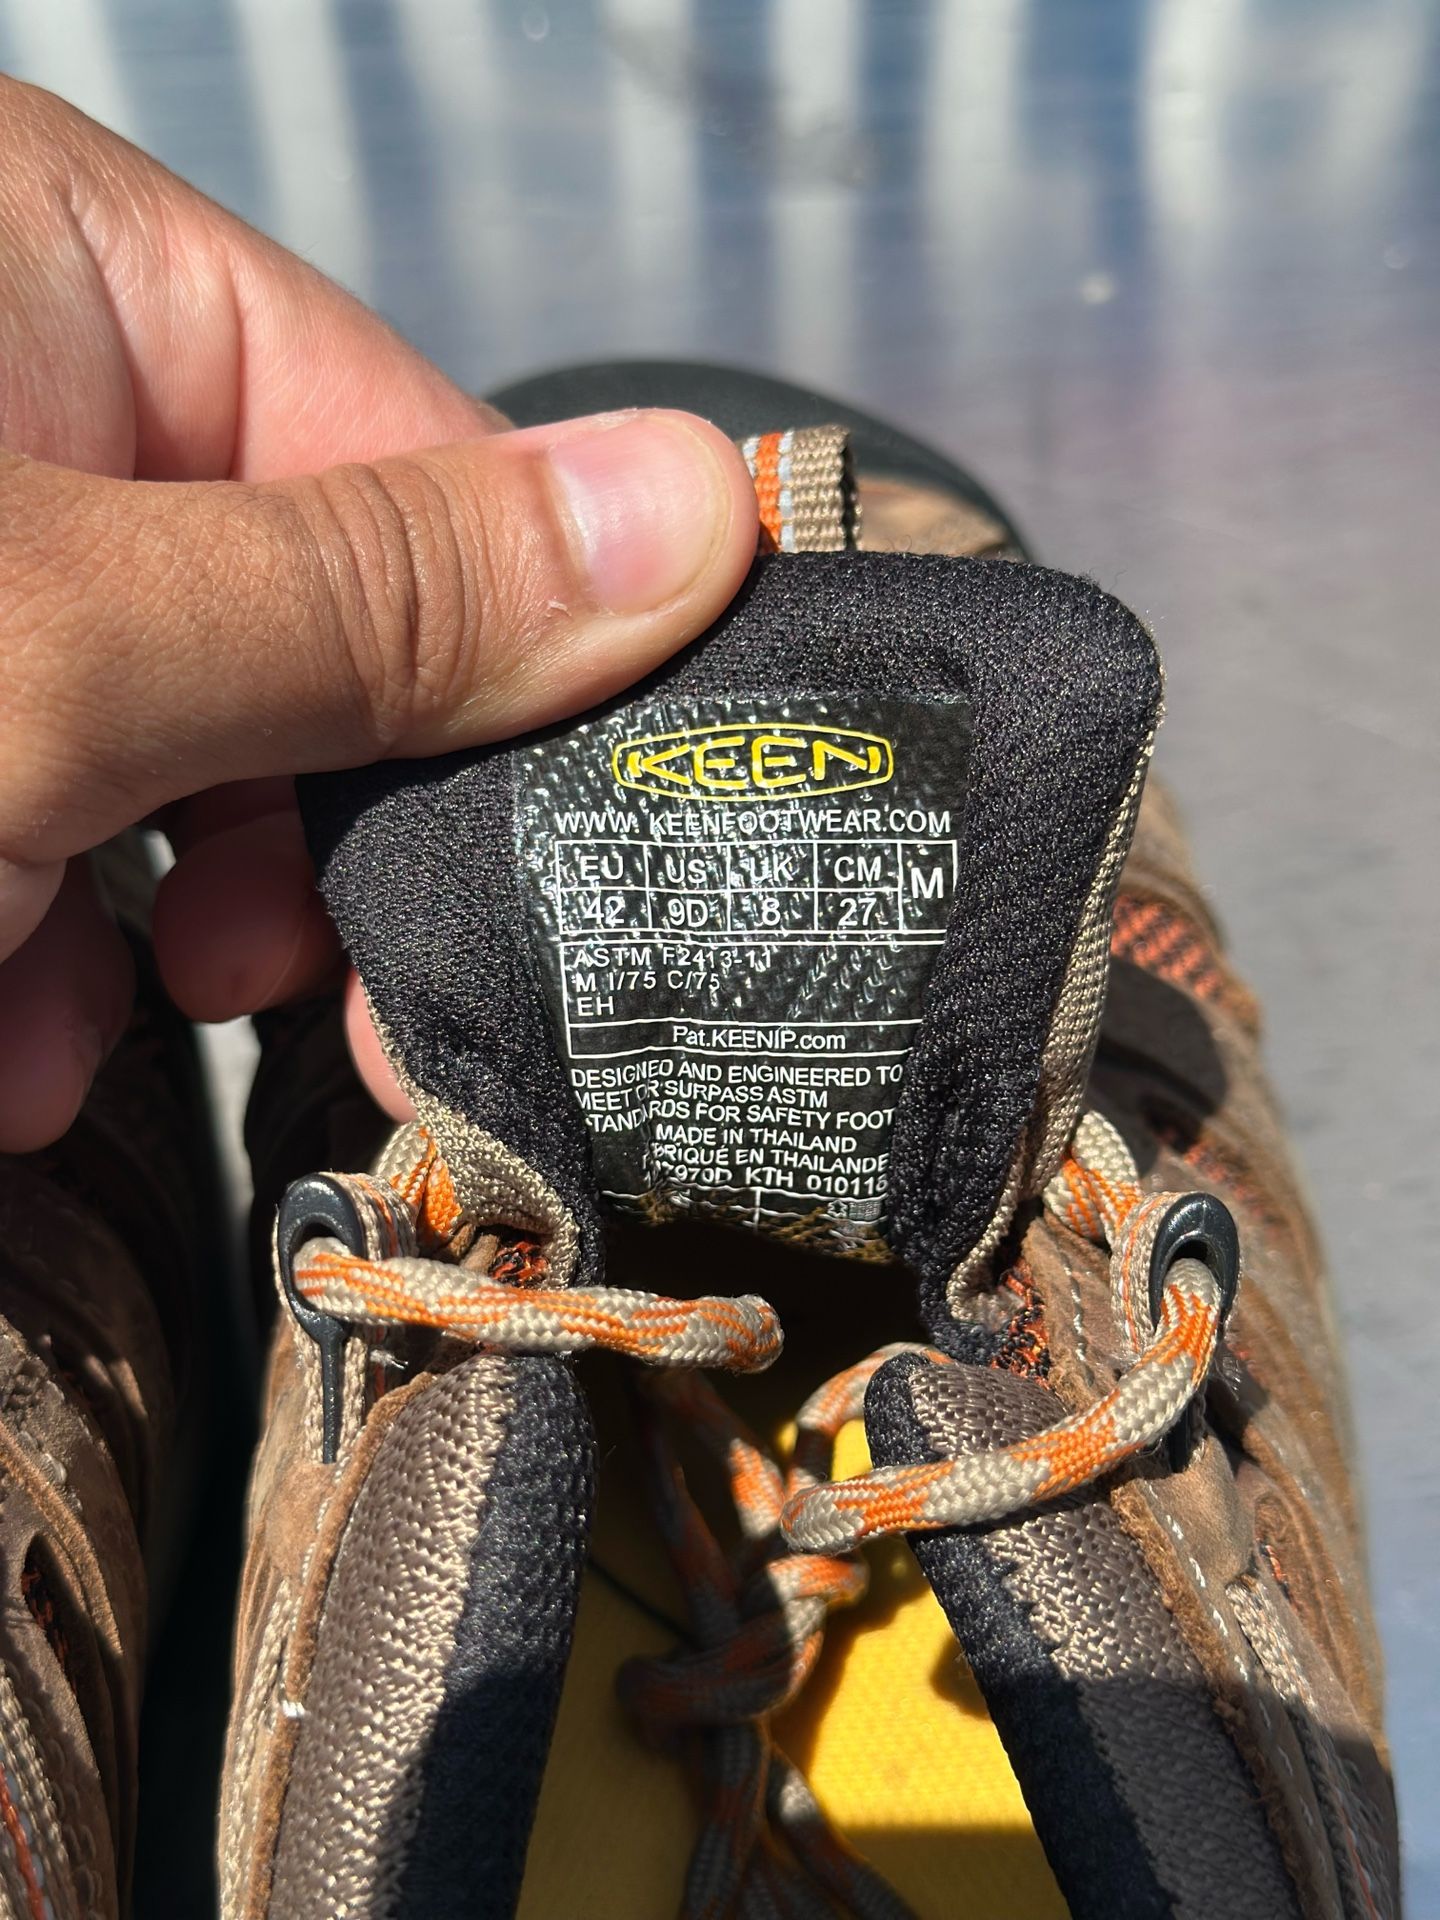 KEEN
WWW.KEENFOOTWEAR.COM
EU US UK CM M
42 9D 8 27
ASTM F2413-11
M I/75 C/75
EH
Pat.KEENIP.com
DESIGNED AND ENGINEERED TO
MEET OR SURPASS ASTM
STANDARDS FOR SAFETY FOOT
MADE IN THAILAND
FABRIQUÉ EN THAILANDE
KTH 010116